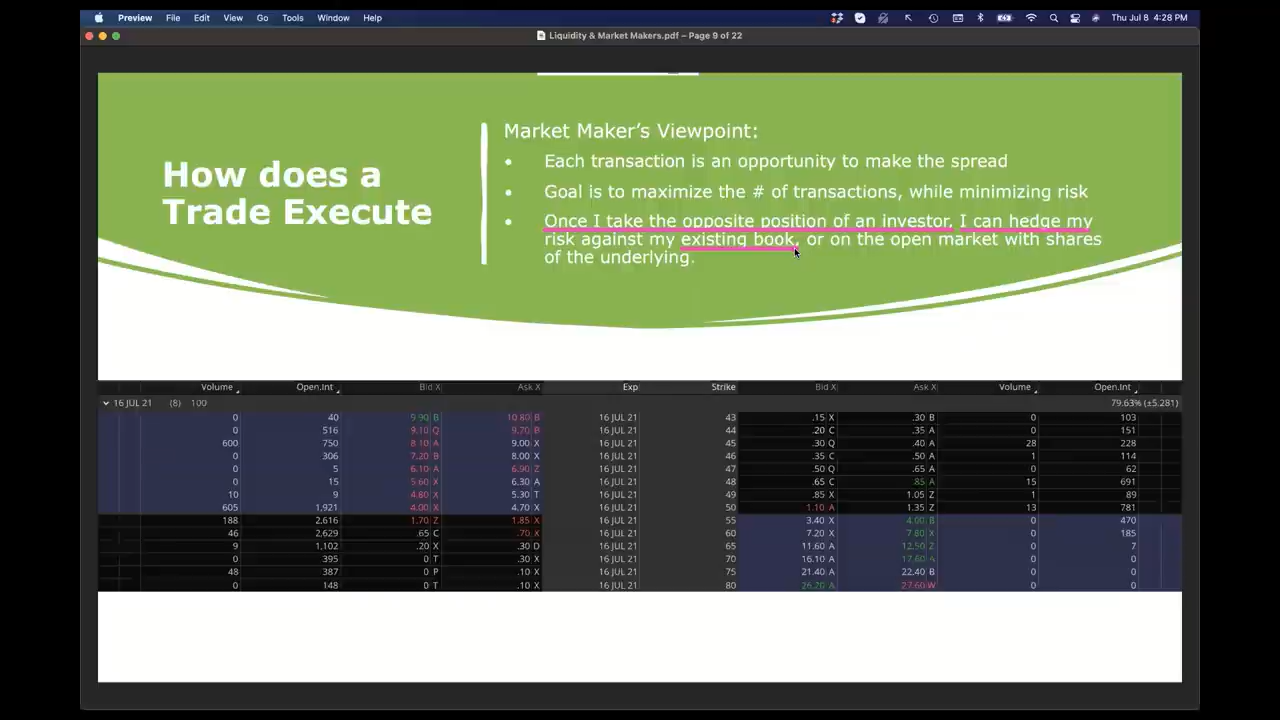 Preview File Edit View Go Tools Window Help Thu Jul 8 4:28 PM
Liquidity & Market Makers.pdf – Page 9 of 22
How does a
Trade Execute
Market Maker's Viewpoint:
• Each transaction is an opportunity to make the spread
• Goal is to maximize the # of transactions, while minimizing risk
• Once I take the opposite position of an investor, I can hedge my
risk against my existing book, or on the open market with shares
of the underlying.
Volume Open.Int Bid X Ask X Exp Strike Bid X Ask X Volume Open.Int
16 JUL 21 (8) 100 79.63% (±5.281)
0 40 9.90 B 10.80 B 16 JUL 21 43 .15 X .30 B 0 103
0 516 9.10 Q 9.70 B 16 JUL 21 44 .20 C .35 A 0 151
600 750 8.10 A 9.00 X 16 JUL 21 45 .30 Q .40 A 28 228
0 306 7.20 B 8.00 X 16 JUL 21 46 .35 C .50 A 1 114
0 5 6.10 A 6.90 Z 16 JUL 21 47 .50 Q .65 A 0 62
0 15 5.60 X 6.30 A 16 JUL 21 48 .65 C .85 A 15 691
10 9 4.80 X 5.30 T 16 JUL 21 49 .85 X 1.05 Z 1 89
605 1,921 4.00 X 4.70 X 16 JUL 21 50 1.10 A 1.35 Z 13 781
188 2,616 1.70 Z 1.85 X 16 JUL 21 55 3.40 X 4.00 B 0 470
46 2,629 .65 C .70 X 16 JUL 21 60 7.20 X 7.80 X 0 185
9 1,102 .20 X .30 D 16 JUL 21 65 11.60 A 12.50 Z 0 7
0 395 0 T .30 X 16 JUL 21 70 16.10 A 17.60 A 0 0
48 387 0 P .10 X 16 JUL 21 75 21.40 A 22.40 B 0 0
0 148 0 T .10 X 16 JUL 21 80 26.20 A 27.60 W 0 0